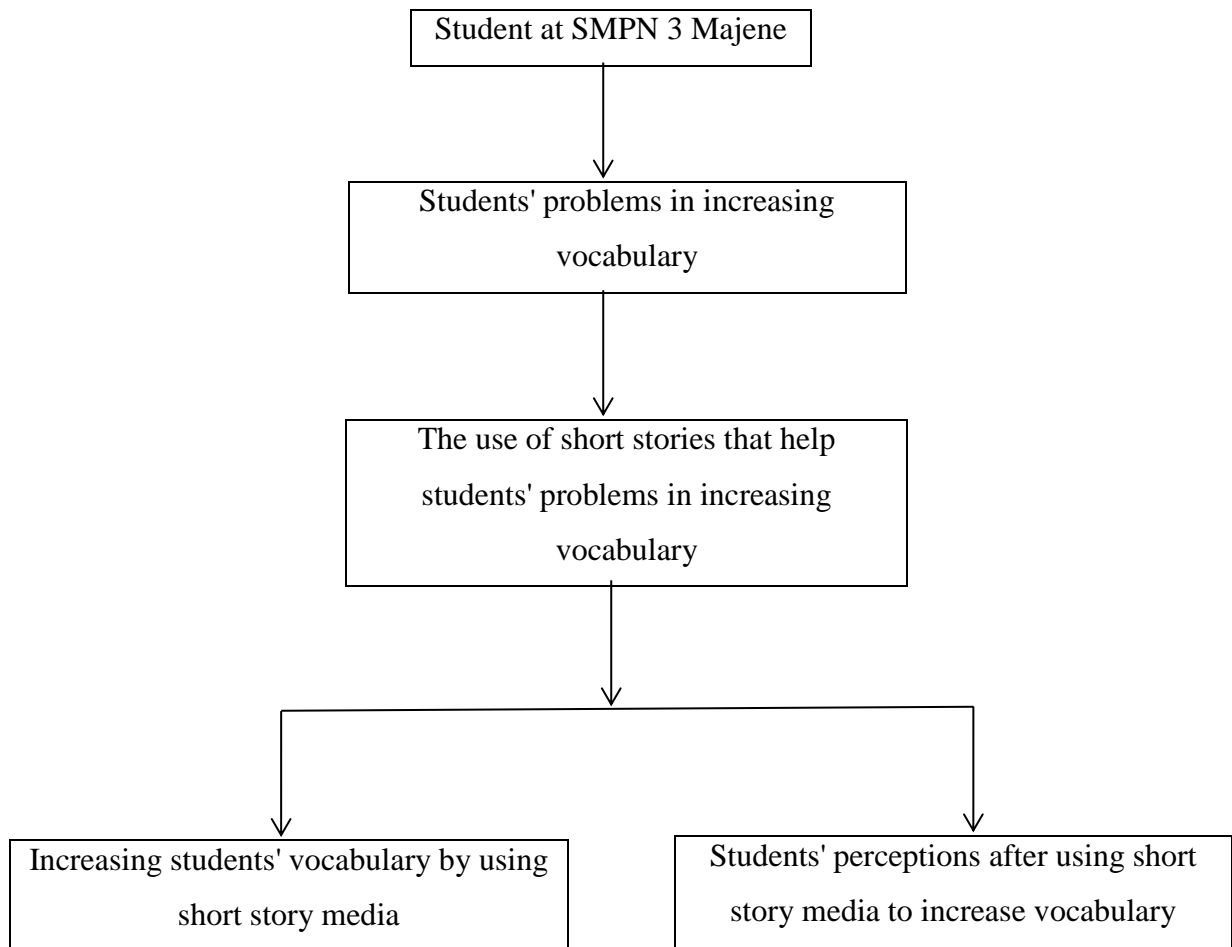 Student at SMPN 3 Majene
Students' problems in increasing
vocabulary
The use of short stories that help
students' problems in increasing
vocabulary
Increasing students' vocabulary by using
short story media
Students' perceptions after using short
story media to increase vocabulary